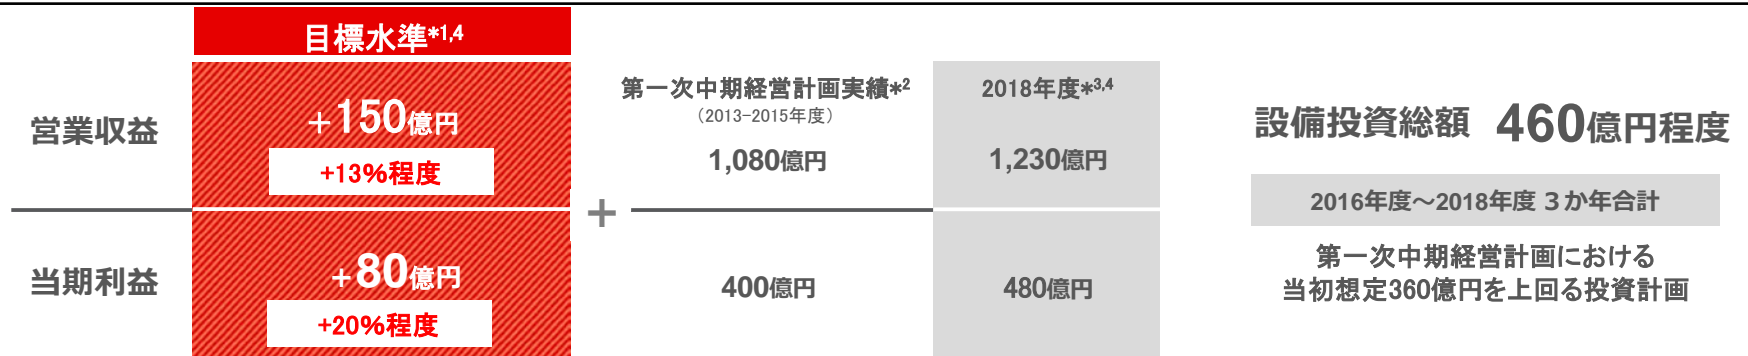 目標水準*1,4
営業収益
+150億円
+13%程度
当期利益
+80億円
+20%程度
+
第一次中期経営計画実績*2
(2013-2015年度)
1,080億円
400億円
2018年度*3,4
1,230億円
480億円
設備投資総額 460億円程度
2016年度～2018年度 3か年合計
第一次中期経営計画における
当初想定360億円を上回る投資計画